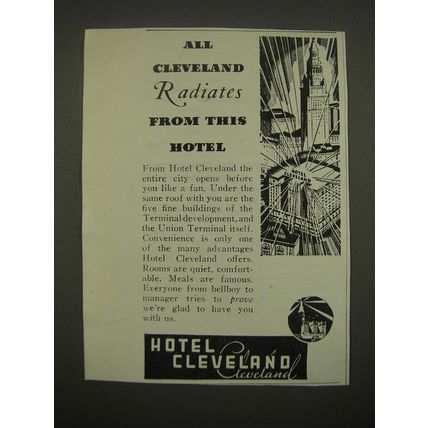 ALL
CLEVELAND
Radiates
FROM THIS
HOTEL
HOTEL
CLEVELAND
From Hotel Cleveland the
entire city opens before
you like a fan. Under the
same roof with you are the
five fine buildings of the
Terminal development, and
the Union Terminal itself.
Convenience is only one
of the many advantages
Hotel Cleveland offers.
Rooms are quiet, comfort-
able. Meals are famous.
Everyone from bellboy to
manager tries to prove
we're glad to have you
with us.
HOTEL
CLEVELAND
Cleveland